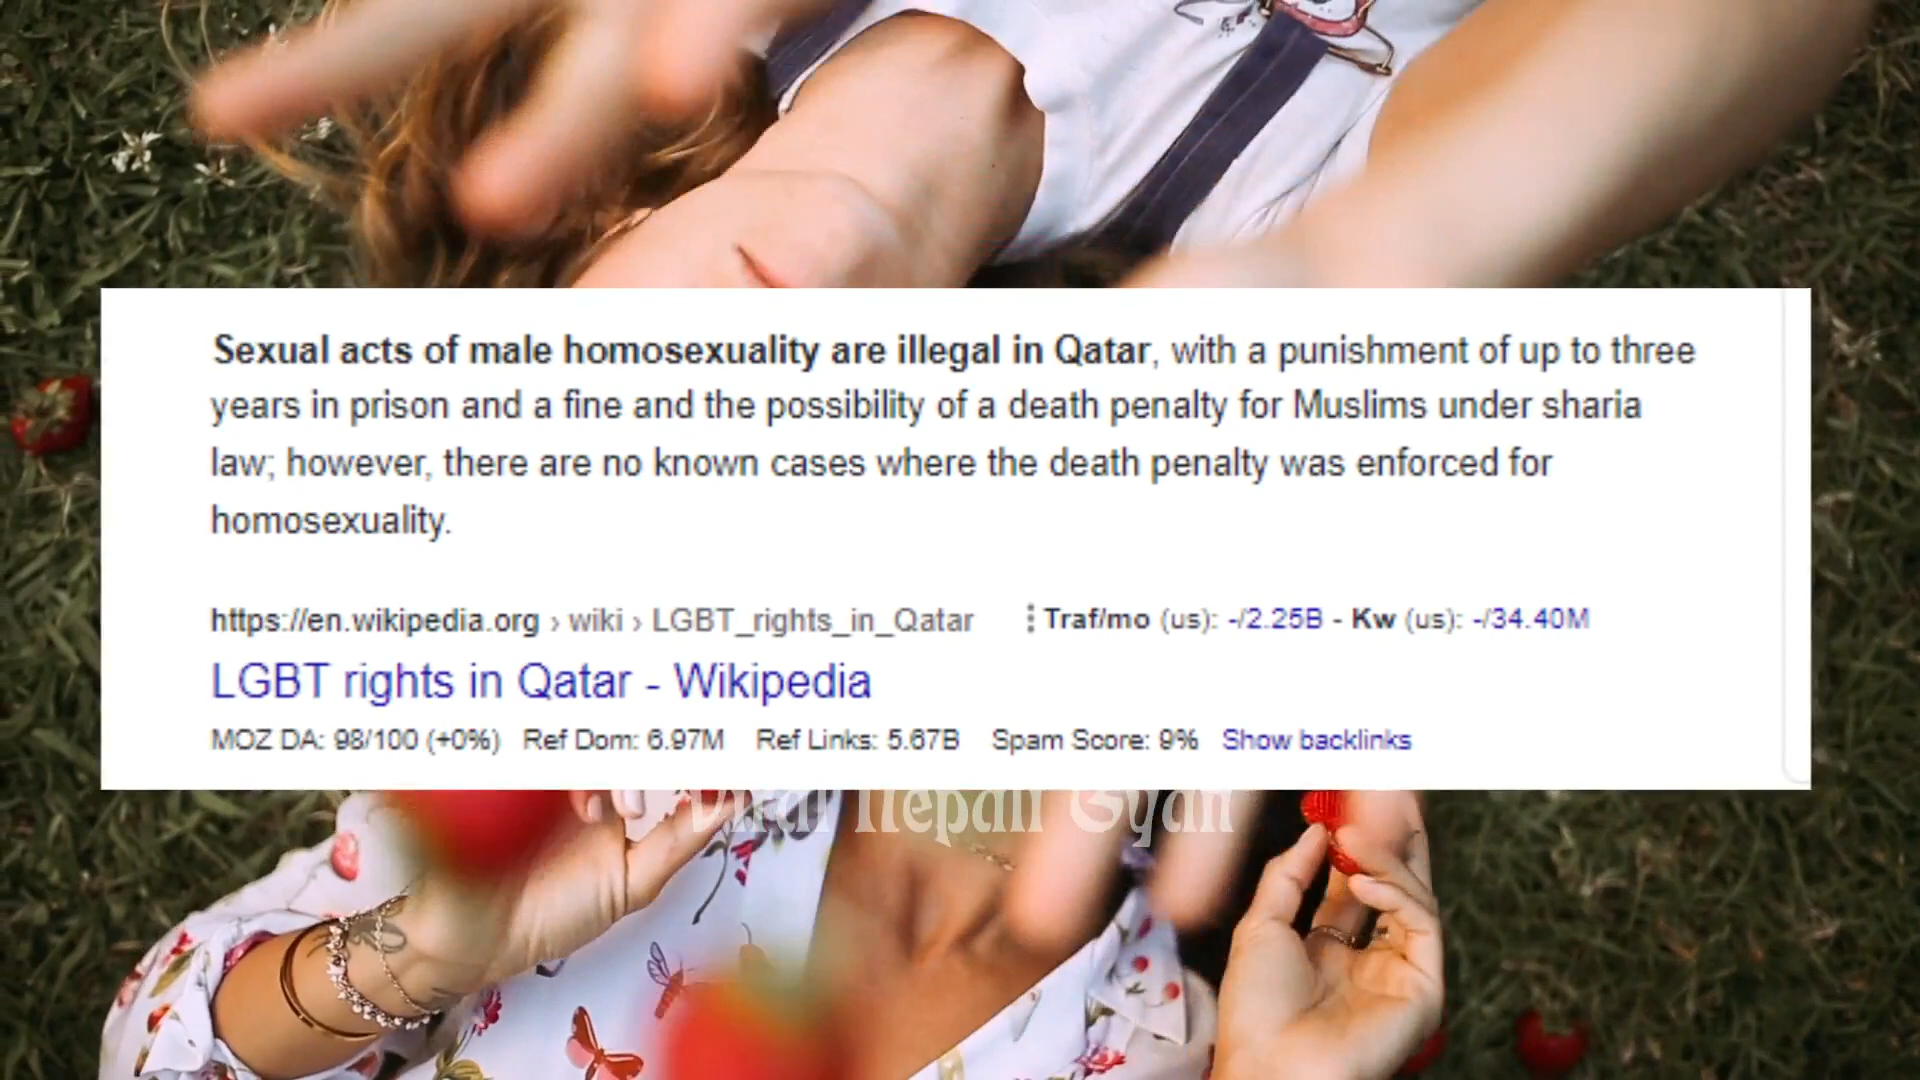 Sexual acts of male homosexuality are illegal in Qatar, with a punishment of up to three
years in prison and a fine and the possibility of a death penalty for Muslims under sharia
law; however, there are no known cases where the death penalty was enforced for
homosexuality.
https://en.wikipedia.org › wiki › LGBT_rights_in_Qatar ⋮ Traf/mo (us): -/2.25B - Kw (us): -/34.40M
LGBT rights in Qatar - Wikipedia
MOZ DA: 98/100 (+0%) Ref Dom: 6.97M Ref Links: 5.67B Spam Score: 9% Show backlinks
Viral Nepali Gyan